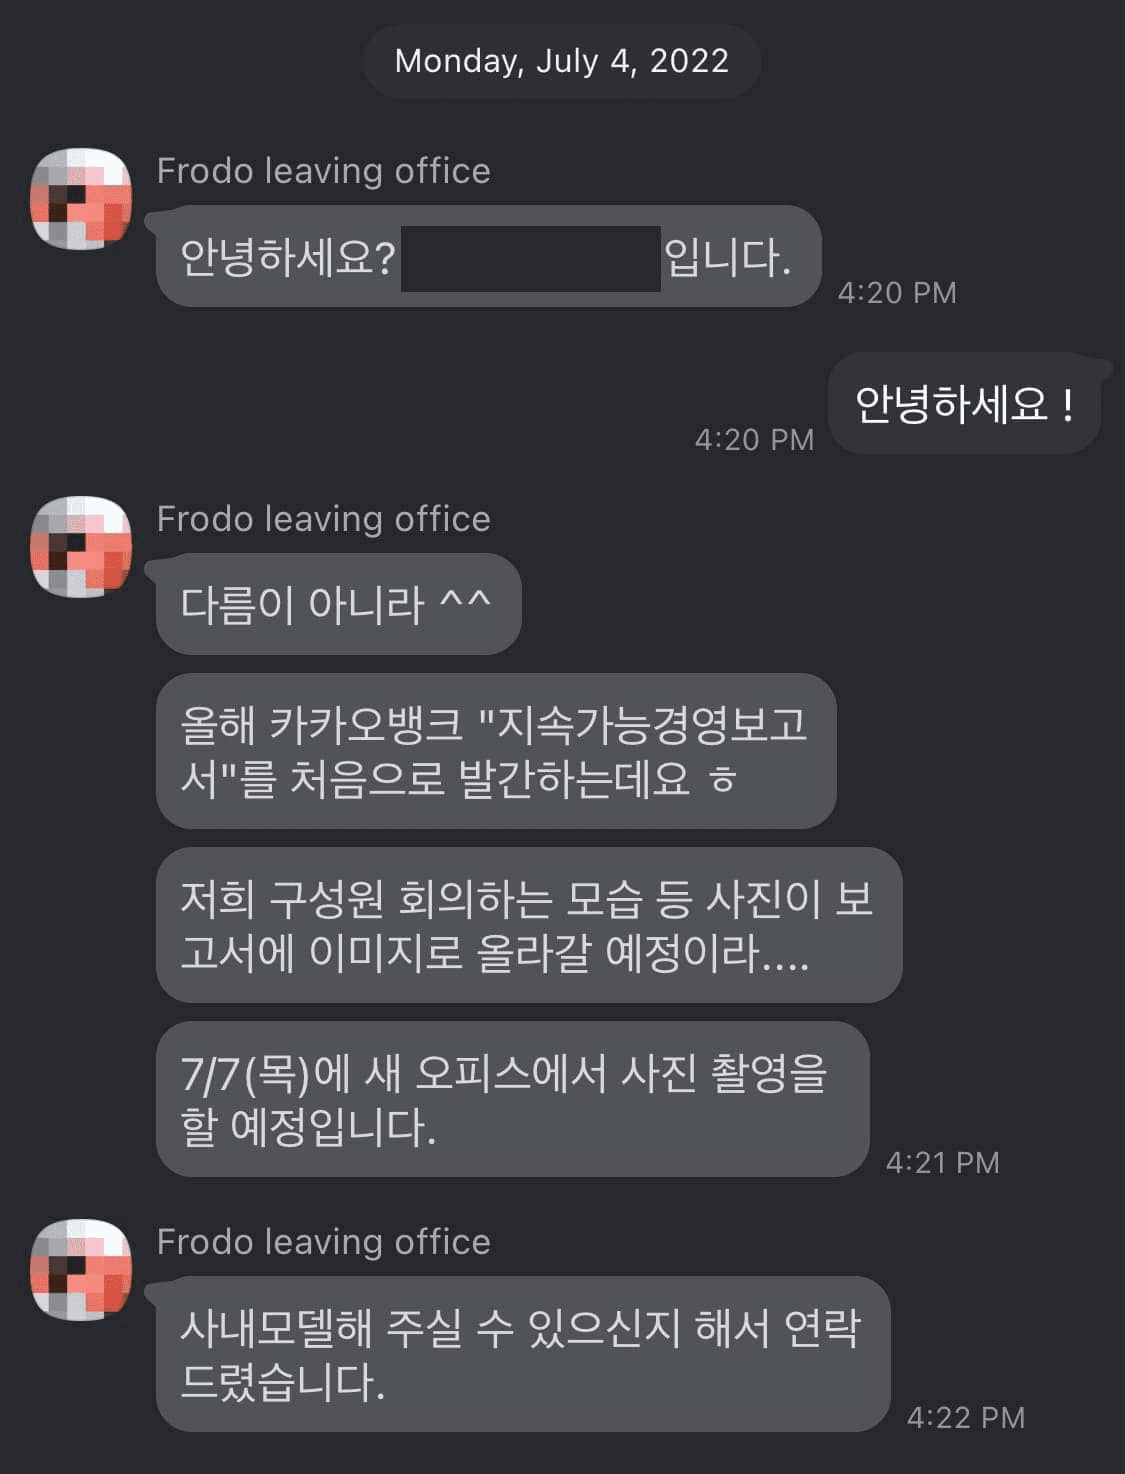 Monday, July 4, 2022
Frodo leaving office
안녕하세요? 입니다.
4:20 PM
안녕하세요 !
4:20 PM
Frodo leaving office
다름이 아니라 ^^
올해 카카오뱅크 "지속가능경영보고
서"를 처음으로 발간하는데요 ㅎ
저희 구성원 회의하는 모습 등 사진이 보
고서에 이미지로 올라갈 예정이라....
7/7(목)에 새 오피스에서 사진 촬영을
할 예정입니다.
4:21 PM
Frodo leaving office
사내모델해 주실 수 있으신지 해서 연락
드렸습니다.
4:22 PM